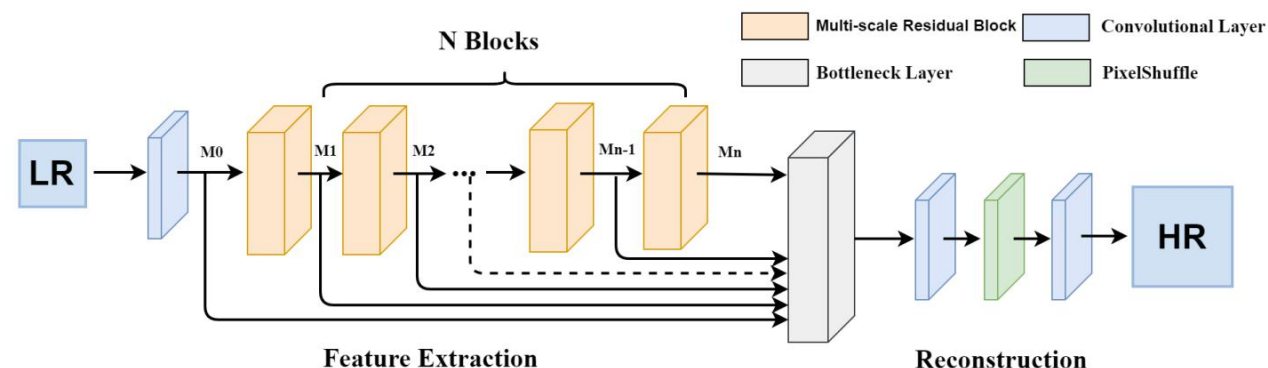 N Blocks
Multi-scale Residual Block
Convolutional Layer
Bottleneck Layer
PixelShuffle
LR
M0
M1
M2
...
Mn-1
Mn
HR
Feature Extraction
Reconstruction